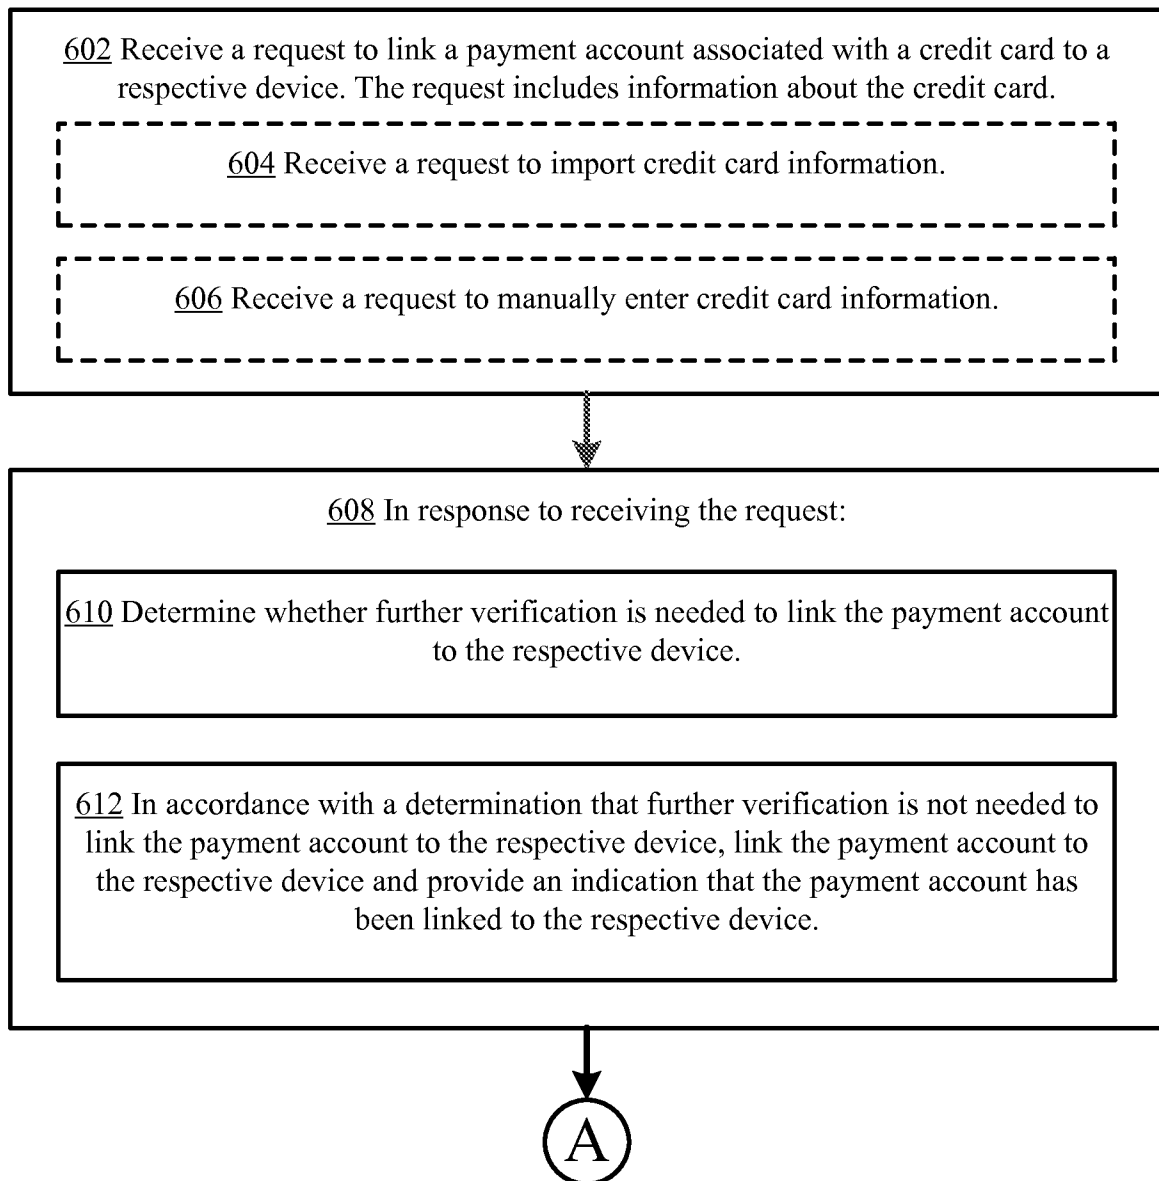 602 Receive a request to link a payment account associated with a credit card to a
respective device. The request includes information about the credit card.
604 Receive a request to import credit card information.
606 Receive a request to manually enter credit card information.
608 In response to receiving the request:
610 Determine whether further verification is needed to link the payment account
to the respective device.
612 In accordance with a determination that further verification is not needed to
link the payment account to the respective device, link the payment account to
the respective device and provide an indication that the payment account has
been linked to the respective device.
A